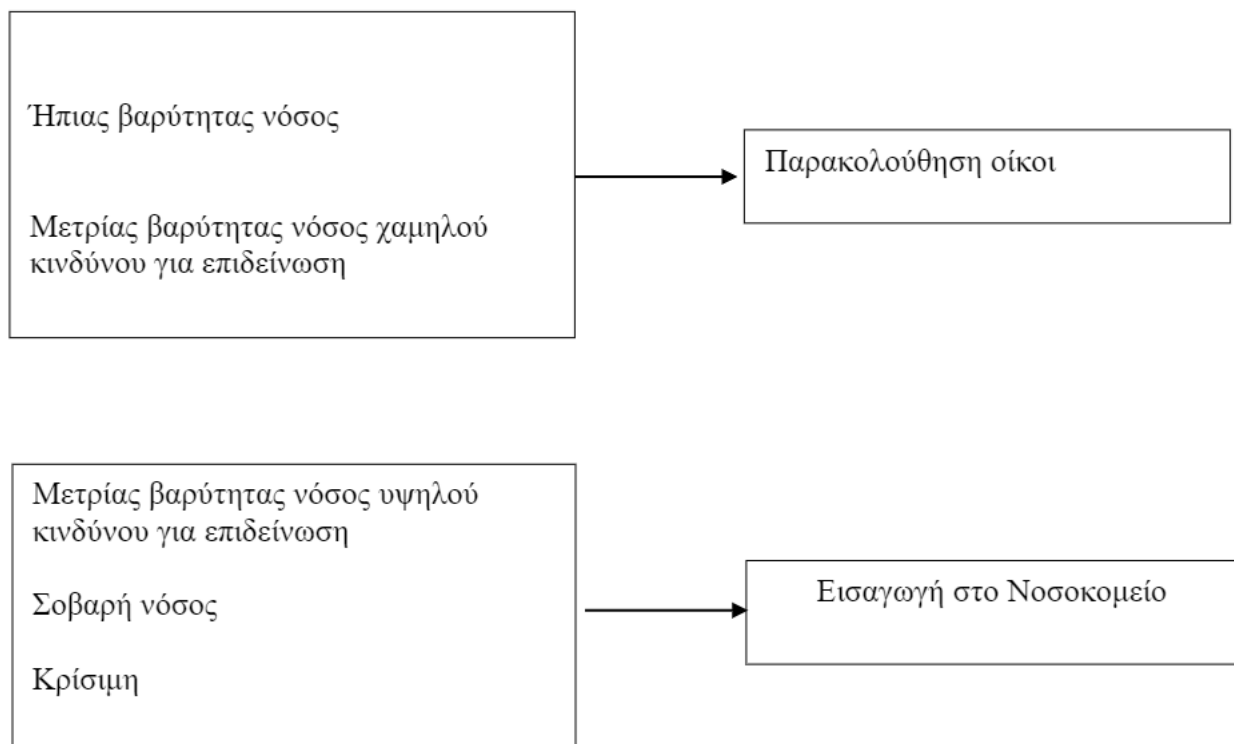 Ήπιας βαρύτητας νόσος
Μετρίας βαρύτητας νόσος χαμηλού
κινδύνου για επιδείνωση
Παρακολούθηση οίκοι
Μετρίας βαρύτητας νόσος υψηλού
κινδύνου για επιδείνωση
Σοβαρή νόσος
Κρίσιμη
Εισαγωγή στο Νοσοκομείο